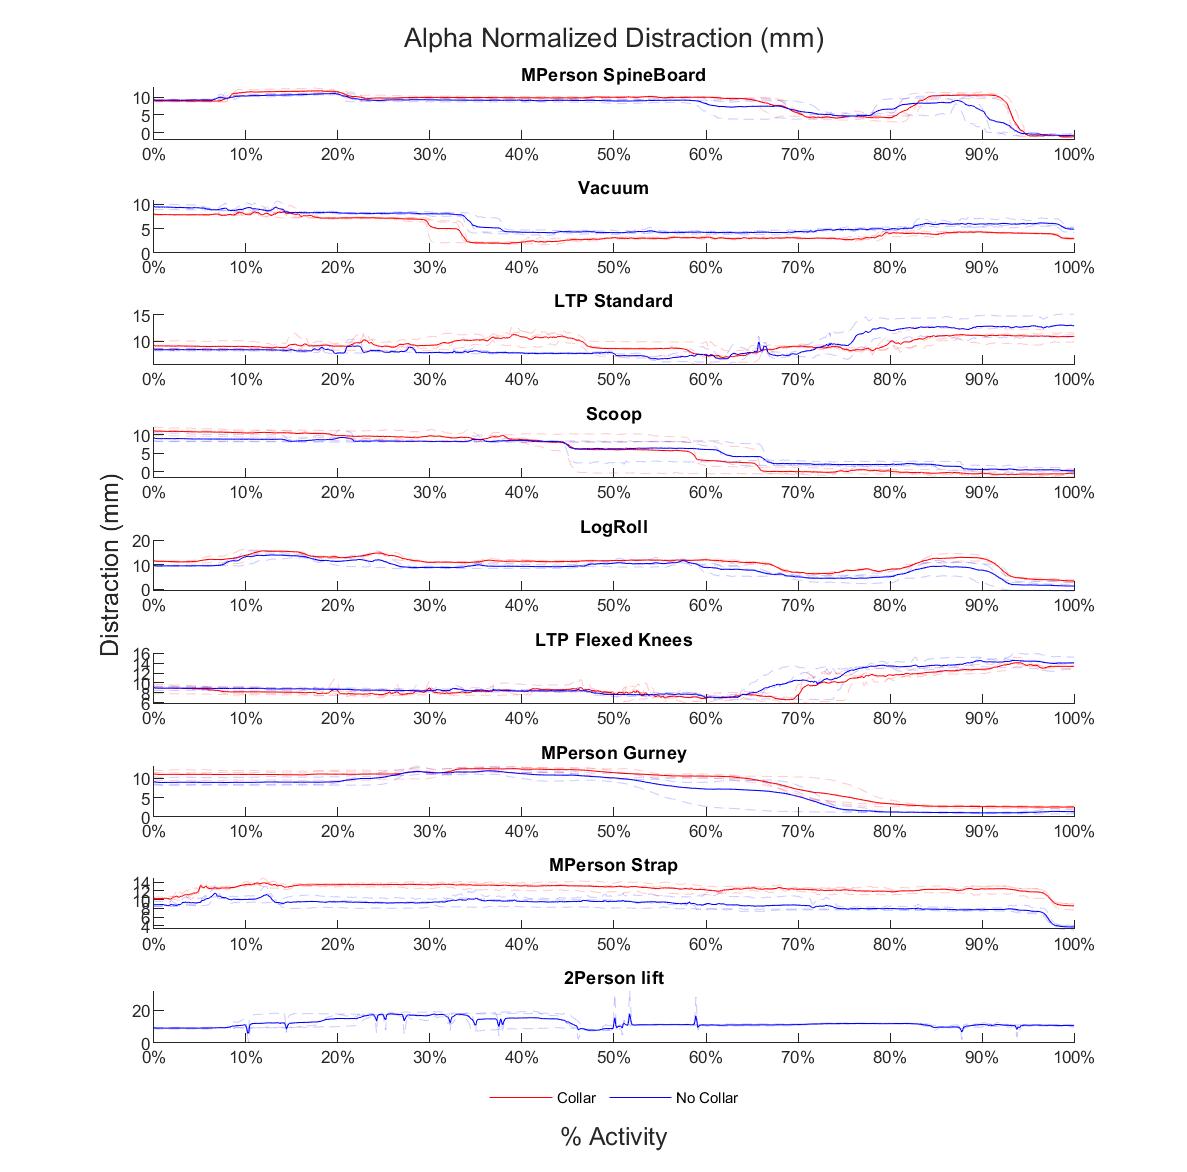 Alpha Normalized Distraction (mm)
MPerson SpineBoard
10
5
0
0% 10% 20% 30% 40% 50% 60% 70% 80% 90% 100%
Vacuum
10
5
0
0% 10% 20% 30% 40% 50% 60% 70% 80% 90% 100%
LTP Standard
15
10
0% 10% 20% 30% 40% 50% 60% 70% 80% 90% 100%
Scoop
10
5
0
0% 10% 20% 30% 40% 50% 60% 70% 80% 90% 100%
Distraction (mm)
LogRoll
20
10
0
0% 10% 20% 30% 40% 50% 60% 70% 80% 90% 100%
LTP Flexed Knees
16
14
12
10
8
6
0% 10% 20% 30% 40% 50% 60% 70% 80% 90% 100%
MPerson Gurney
10
5
0
0% 10% 20% 30% 40% 50% 60% 70% 80% 90% 100%
MPerson Strap
14
12
10
8
6
4
0% 10% 20% 30% 40% 50% 60% 70% 80% 90% 100%
2Person lift
20
0
0% 10% 20% 30% 40% 50% 60% 70% 80% 90% 100%
Collar No Collar
% Activity